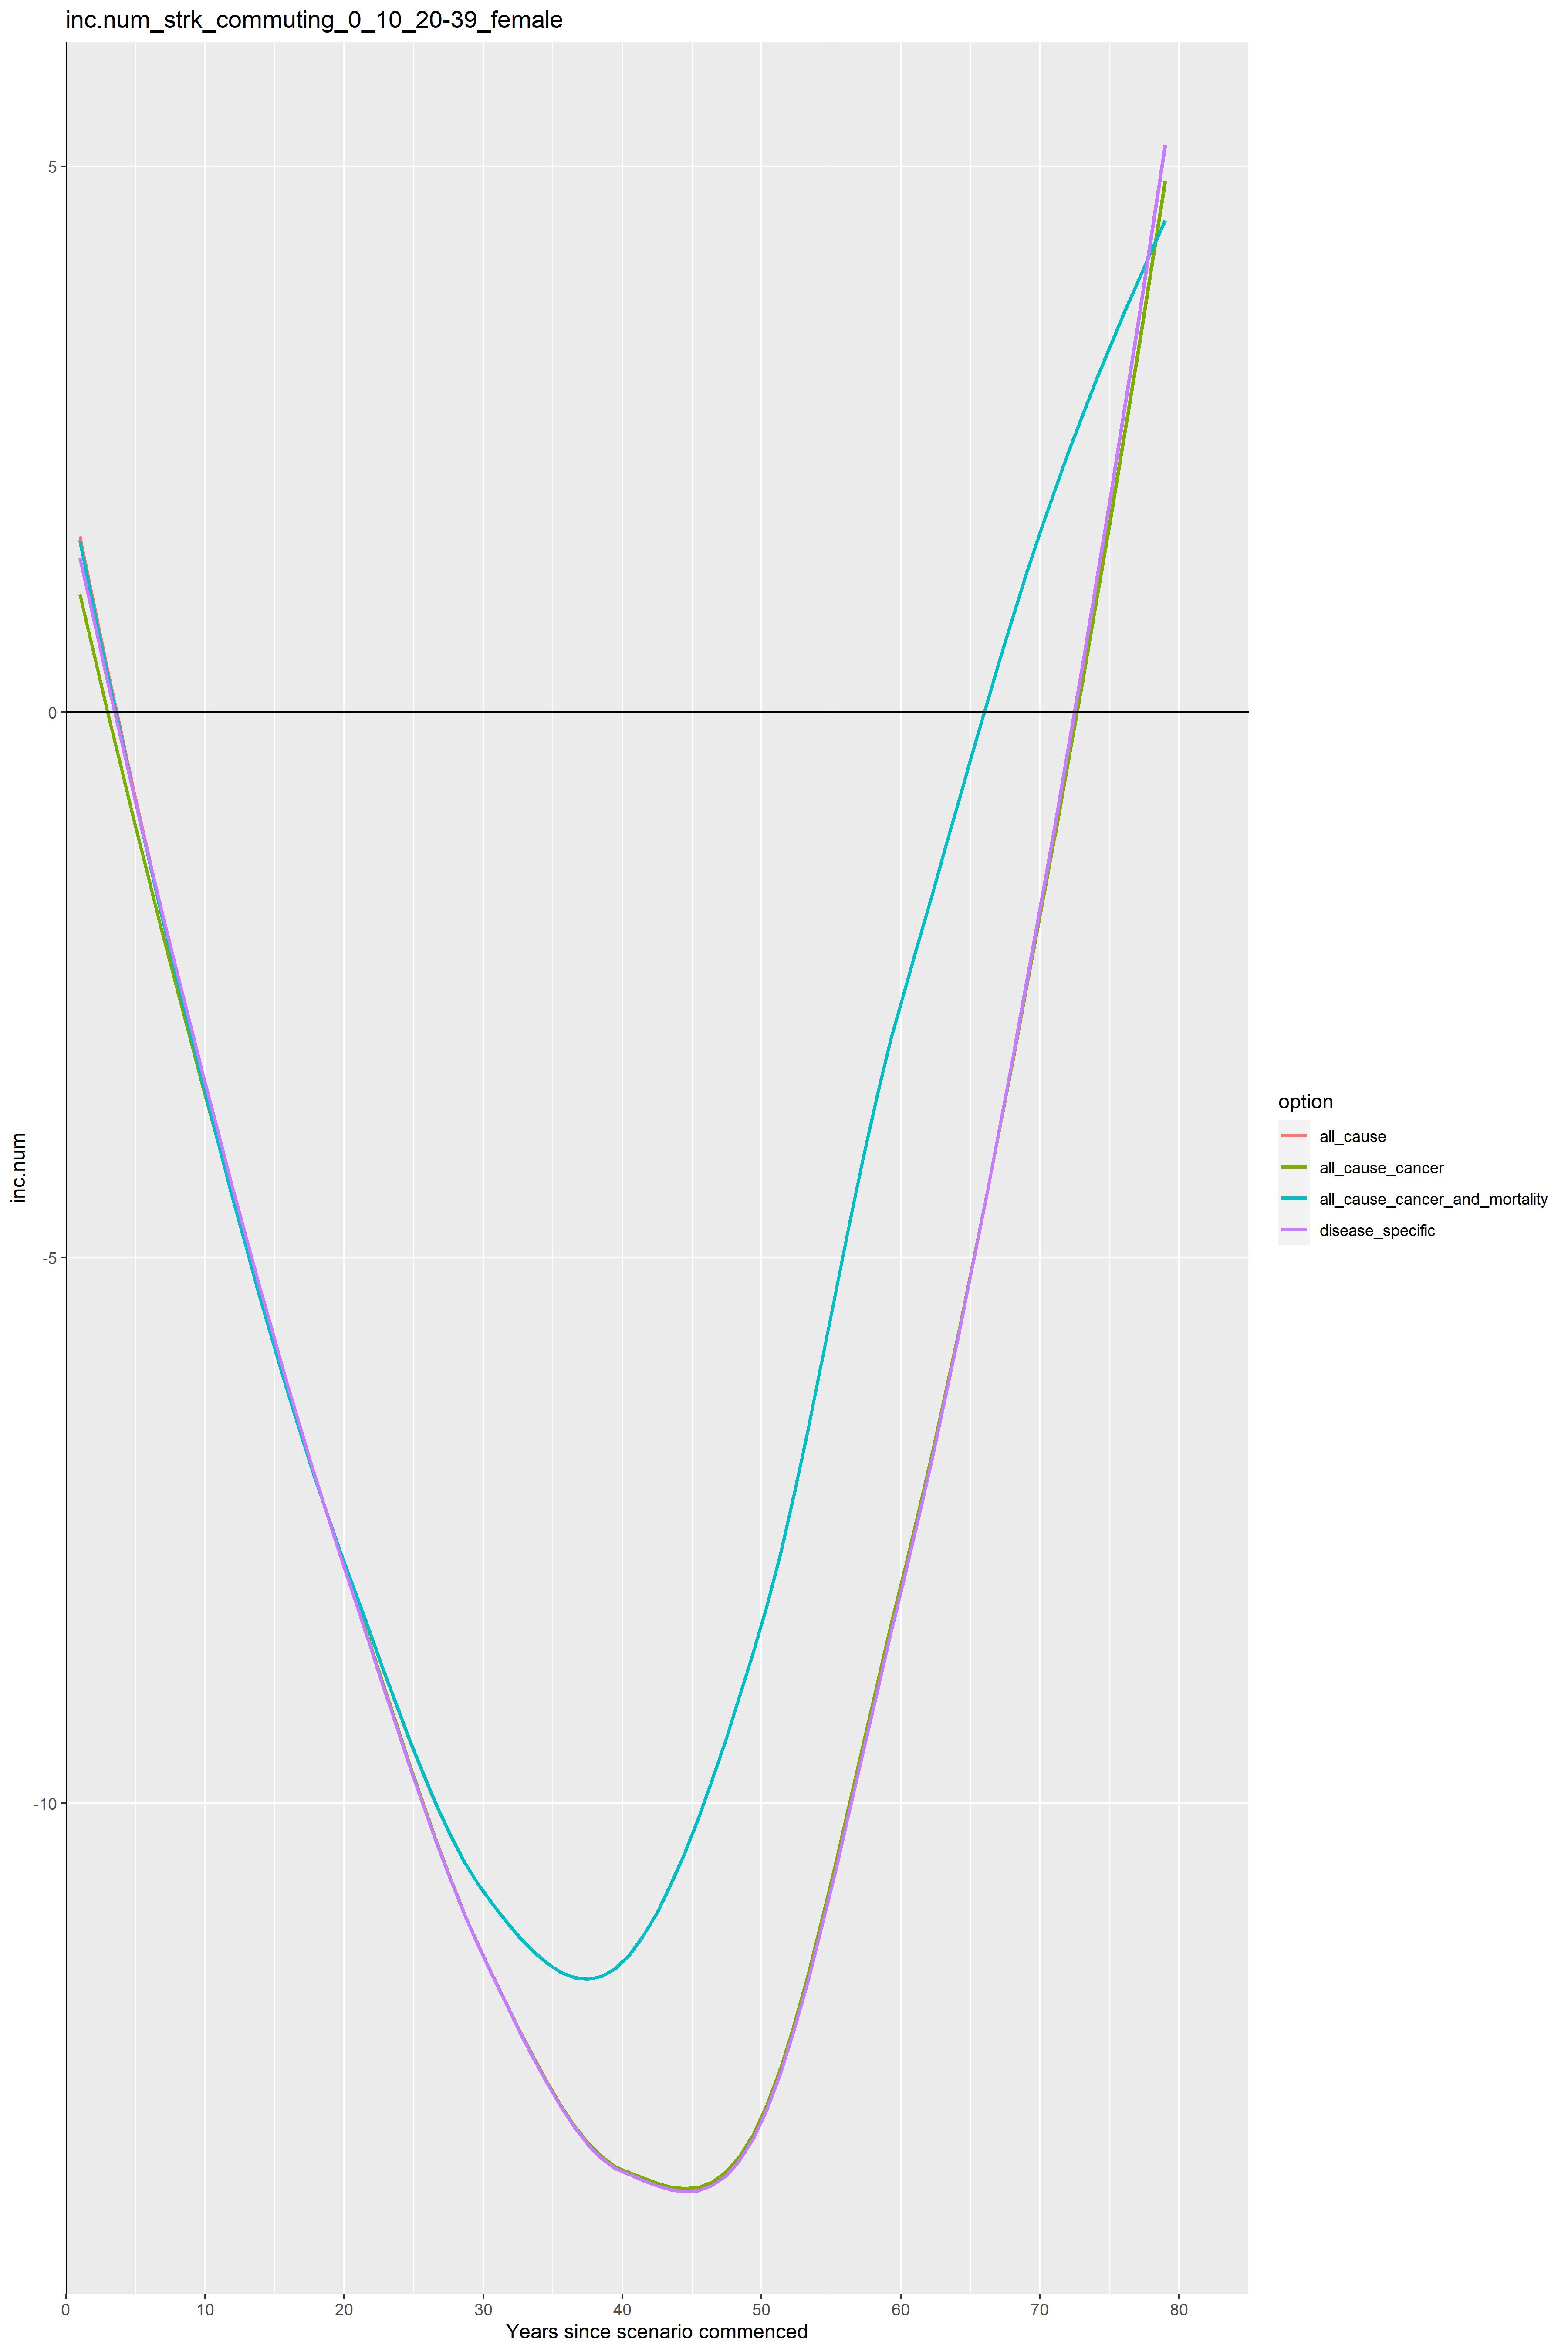 inc.num_strk_commuting_0_10_20-39_female
5
0
-5
-10
inc.num
0 10 20 30 40 50 60 70 80
Years since scenario commenced
option
all_cause
all_cause_cancer
all_cause_cancer_and_mortality
disease_specific